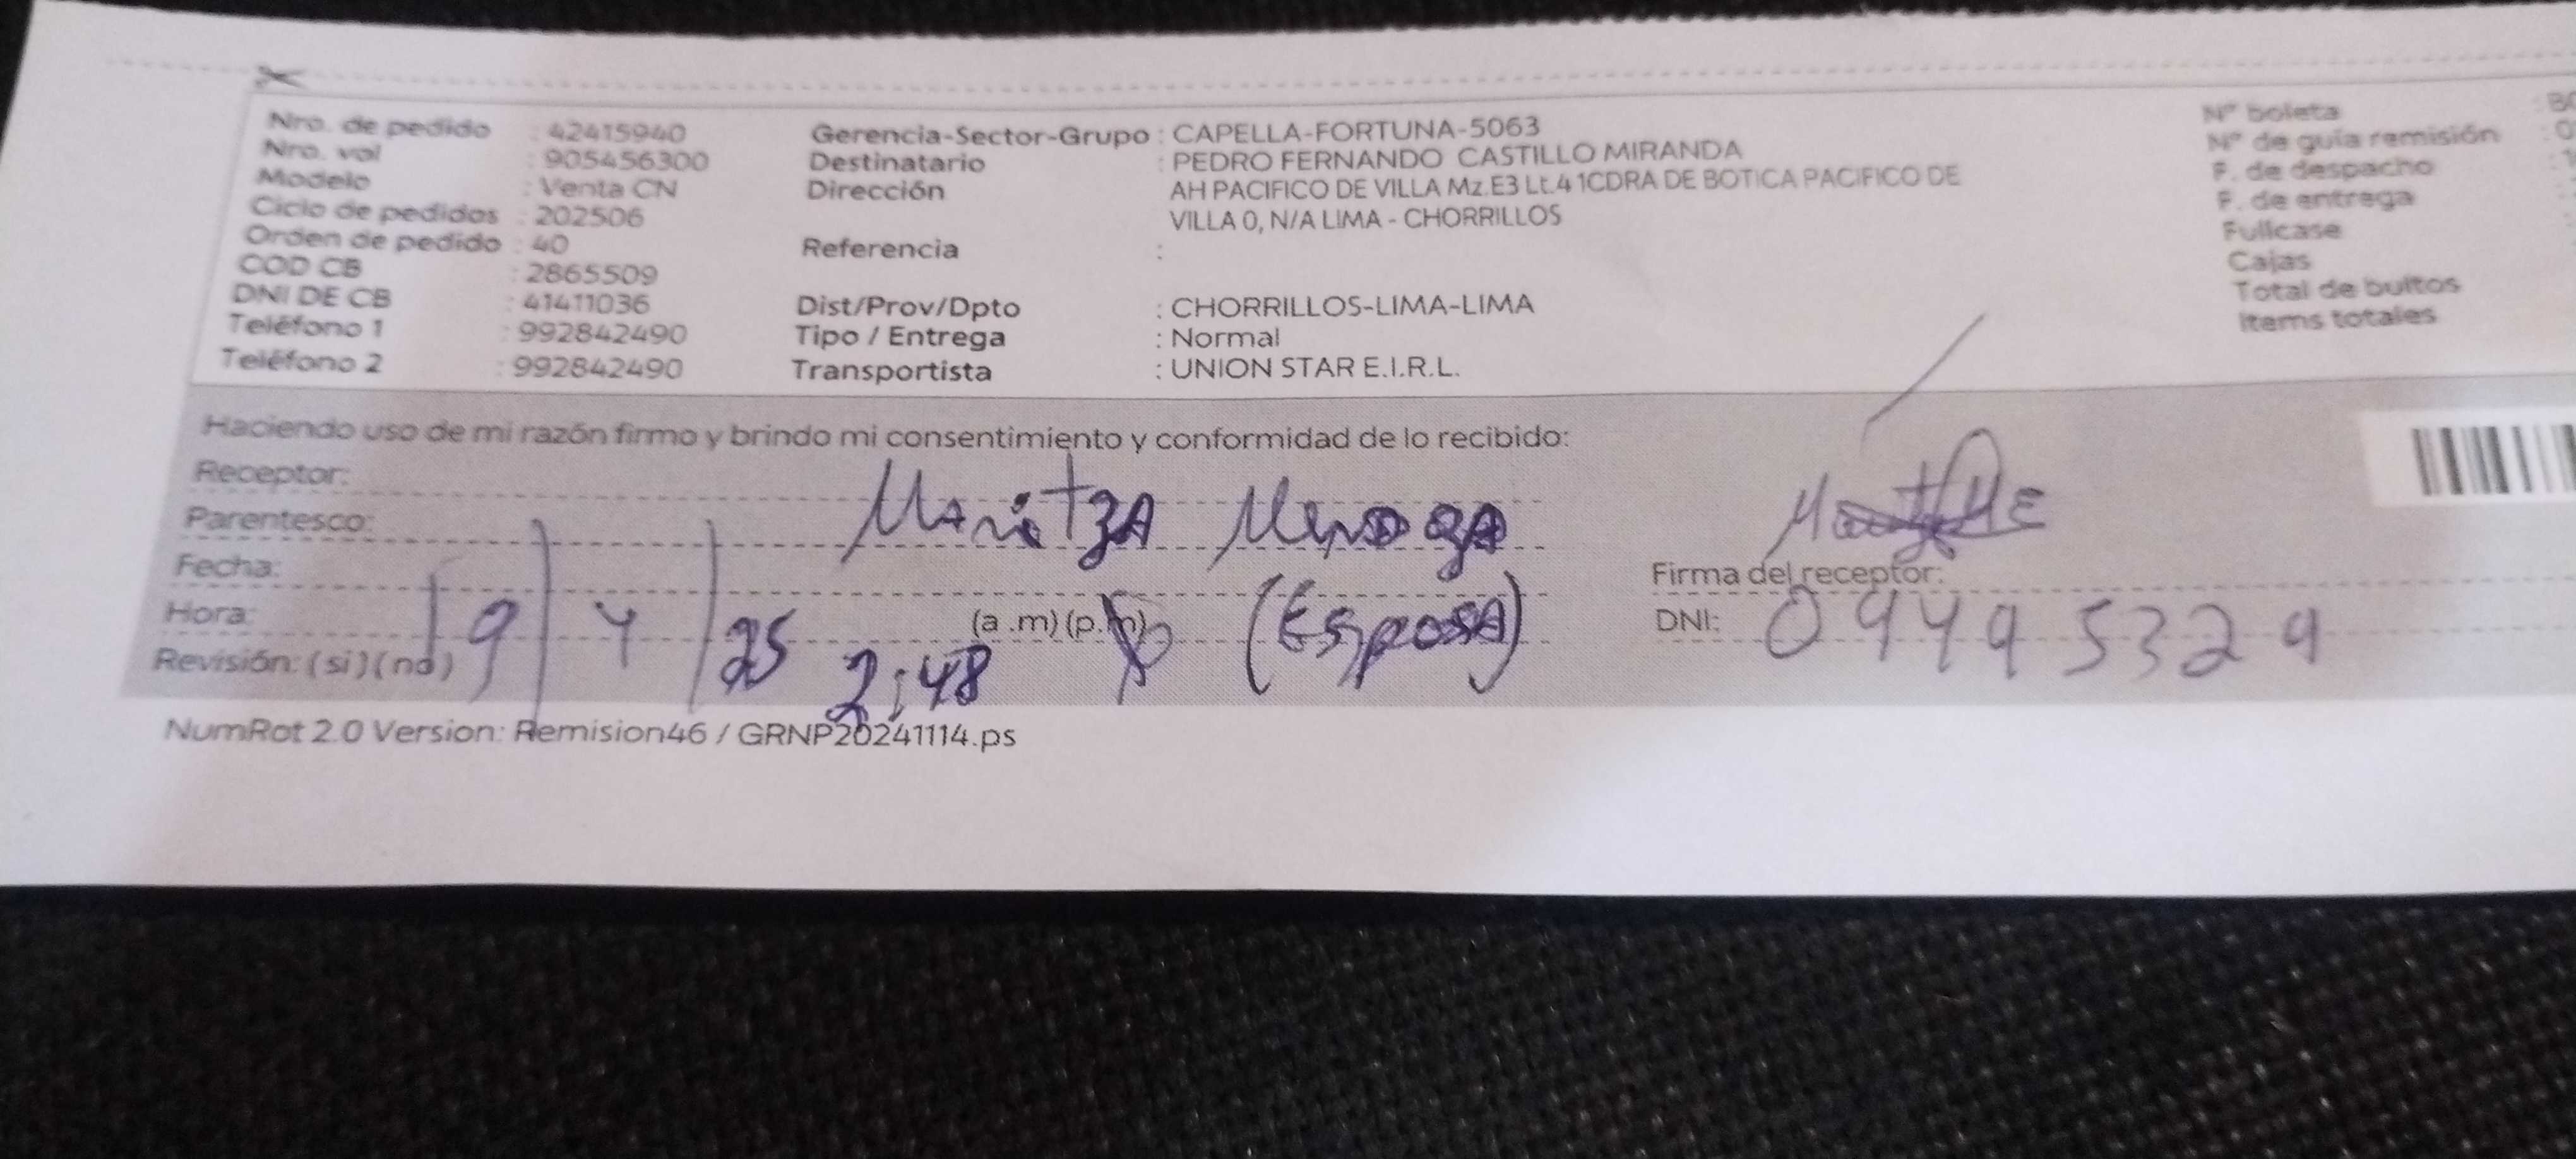 Nro. de pedido : 42415940
Nro. vol : 905456300
Modelo : Venta CN
Ciclo de pedidos : 202506
Orden de pedido : 40
COD CB : 2865509
DNI DE CB : 41411036
Teléfono 1 : 992842490
Teléfono 2 : 992842490
Gerencia-Sector-Grupo : CAPELLA-FORTUNA-5063
Destinatario : PEDRO FERNANDO CASTILLO MIRANDA
Dirección AH PACIFICO DE VILLA Mz.E3 Lt.4 1CDRA DE BOTICA PACIFICO DE
VILLA 0, N/A LIMA - CHORRILLOS
Referencia :
Dist/Prov/Dpto : CHORRILLOS-LIMA-LIMA
Tipo / Entrega : Normal
Transportista : UNION STAR E.I.R.L.
N° boleta
N° de guía remisión
F. de despacho
F. de entrega
Fullcase
Cajas
Total de bultos
Items totales
Haciendo uso de mi razón firmo y brindo mi consentimiento y conformidad de lo recibido:
Receptor:
Parentesco: MARitZA MENDOZA
Fecha:
Hora: 9 / 4 / 25 (a .m) (p.m) (Esposa)
Revisión: (si) (no) 2:48
Firma del receptor:
DNI: 09495329
NumRot 2.0 Version: Remision46 / GRNP20241114.ps